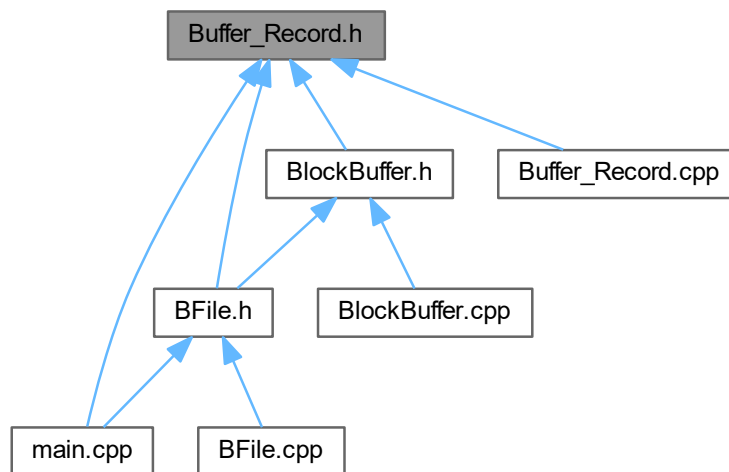 Buffer_Record.h
BlockBuffer.h
Buffer_Record.cpp
BFile.h
BlockBuffer.cpp
main.cpp
BFile.cpp